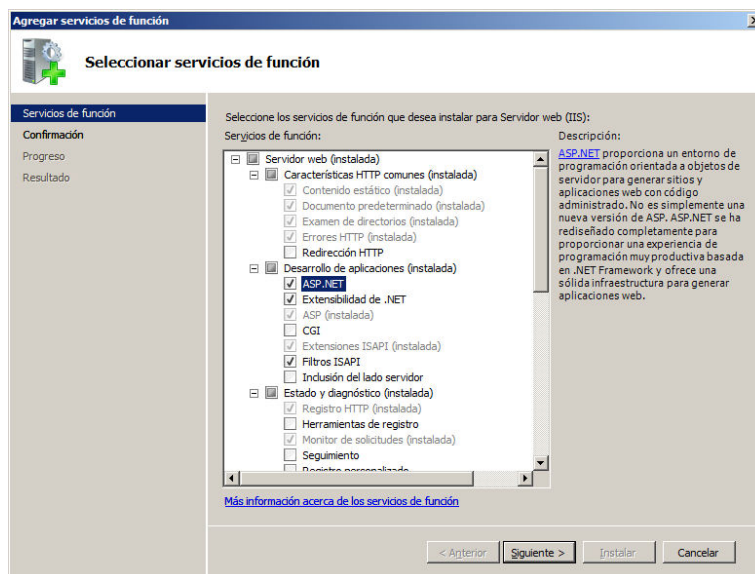 Agregar servicios de función
Seleccionar servicios de función
Servicios de función
Confirmación
Progreso
Resultado
Seleccione los servicios de función que desea instalar para Servidor web (IIS):
Servicios de función:
Servidor web (instalada)
Características HTTP comunes (instalada)
Contenido estático (instalada)
Documento predeterminado (instalada)
Examen de directorios (instalada)
Errores HTTP (instalada)
Redirección HTTP
Desarrollo de aplicaciones (instalada)
ASP.NET
Extensibilidad de .NET
ASP (instalada)
CGI
Extensiones ISAPI (instalada)
Filtros ISAPI
Inclusión del lado servidor
Estado y diagnóstico (instalada)
Registro HTTP (instalada)
Herramientas de registro
Monitor de solicitudes (instalada)
Seguimiento
Registro personalizado
Más información acerca de los servicios de función
Descripción:
ASP.NET proporciona un entorno de
programación orientada a objetos de
servidor para generar sitios y
aplicaciones web con código
administrado. No es simplemente una
nueva versión de ASP. ASP.NET se ha
rediseñado completamente para
proporcionar una experiencia de
programación muy productiva basada
en .NET Framework y ofrece una
sólida infraestructura para generar
aplicaciones web.
< Anterior
Siguiente >
Instalar
Cancelar